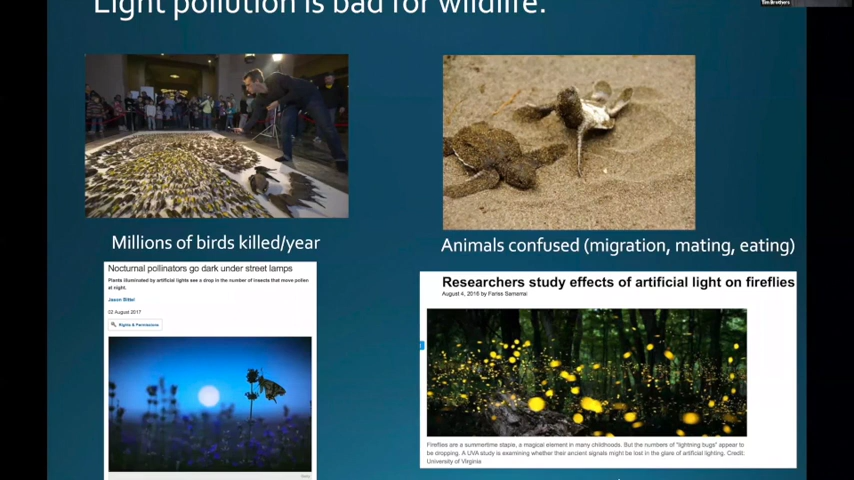 Light pollution is bad for wildlife.
Tim Brothers
Millions of birds killed/year
Animals confused (migration, mating, eating)
Nocturnal pollinators go dark under street lamps
Plants illuminated by artificial lights see a drop in the number of insects that move pollen
at night.
Jason Bittel
02 August 2017
Rights & Permissions
Researchers study effects of artificial light on fireflies
August 4, 2016 by Fariss Samarrai
Fireflies are a summertime staple, a magical element in many childhoods. But the numbers of "lightning bugs" appear to
be dropping. A UVA study is examining whether their ancient signals might be lost in the glare of artificial lighting. Credit:
University of Virginia